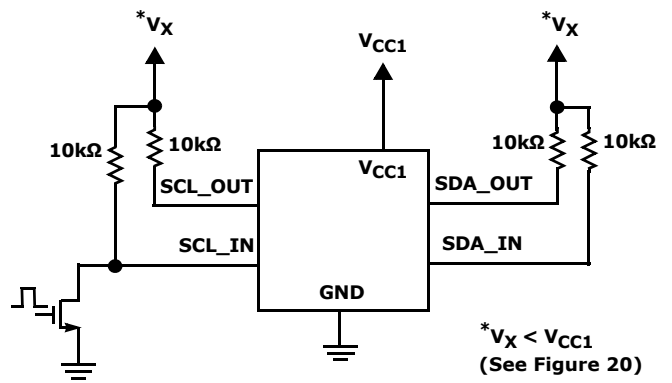 *VX
VCC1
*VX
10kΩ
10kΩ
10kΩ
10kΩ
VCC1
SCL_OUT
SDA_OUT
SCL_IN
SDA_IN
GND
*VX < VCC1
(See Figure 20)